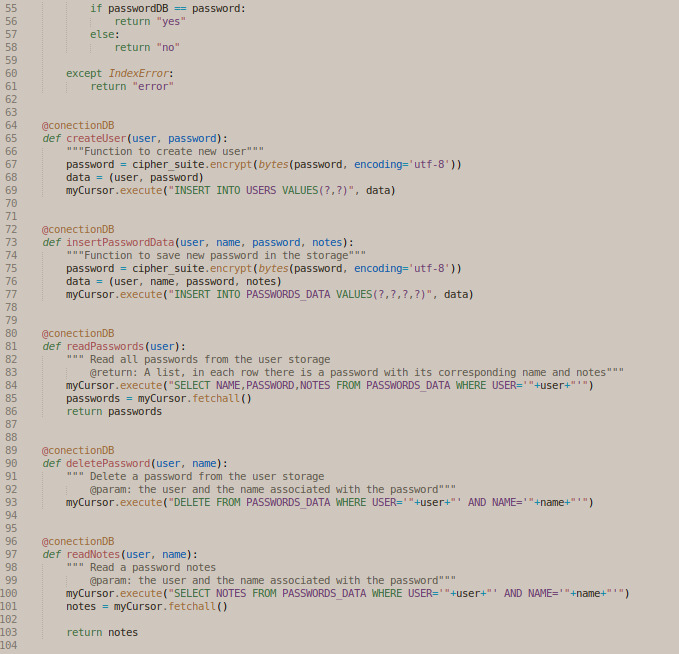 55 if passwordDB == password:
56 return "yes"
57 else:
58 return "no"
59
60 except IndexError:
61 return "error"
62
63
64 @conectionDB
65 def createUser(user, password):
66 """Function to create new user"""
67 password = cipher_suite.encrypt(bytes(password, encoding='utf-8'))
68 data = (user, password)
69 myCursor.execute("INSERT INTO USERS VALUES(?,?)", data)
70
71
72 @conectionDB
73 def insertPasswordData(user, name, password, notes):
74 """Function to save new password in the storage"""
75 password = cipher_suite.encrypt(bytes(password, encoding='utf-8'))
76 data = (user, name, password, notes)
77 myCursor.execute("INSERT INTO PASSWORDS_DATA VALUES(?,?,?,?)", data)
78
79
80 @conectionDB
81 def readPasswords(user):
82 """ Read all passwords from the user storage
83 @return: A list, in each row there is a password with its corresponding name and notes"""
84 myCursor.execute("SELECT NAME,PASSWORD,NOTES FROM PASSWORDS_DATA WHERE USER='"+user+"'")
85 passwords = myCursor.fetchall()
86 return passwords
87
88
89 @conectionDB
90 def deletePassword(user, name):
91 """ Delete a password from the user storage
92 @param: the user and the name associated with the password"""
93 myCursor.execute("DELETE FROM PASSWORDS_DATA WHERE USER='"+user+"' AND NAME='"+name+"'")
94
95
96 @conectionDB
97 def readNotes(user, name):
98 """ Read a password notes
99 @param: the user and the name associated with the password"""
100 myCursor.execute("SELECT NOTES FROM PASSWORDS_DATA WHERE USER='"+user+"' AND NAME='"+name+"'")
101 notes = myCursor.fetchall()
102
103 return notes
104